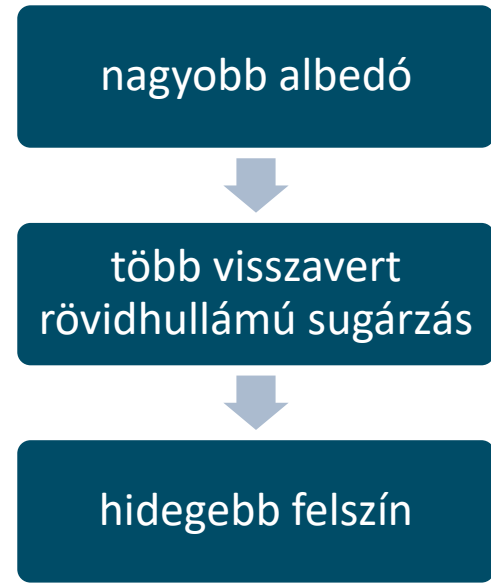 nagyobb albedó
több visszavert
rövidhullámú sugárzás
hidegebb felszín